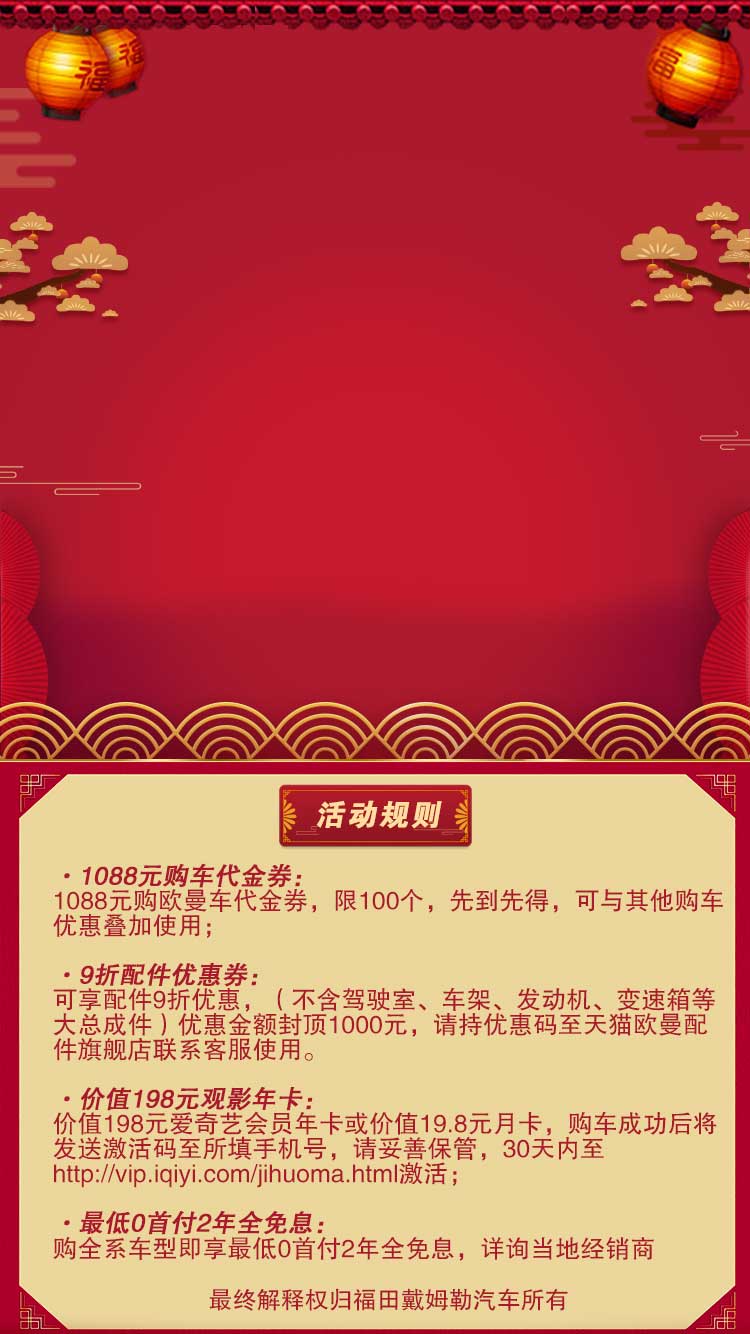 福
福
福
活动规则
·1088元购车代金券：
1088元购欧曼车代金券，限100个，先到先得，可与其他购车
优惠叠加使用；
·9折配件优惠券：
可享配件9折优惠，（不含驾驶室、车架、发动机、变速箱等
大总成件）优惠金额封顶1000元，请持优惠码至天猫欧曼配
件旗舰店联系客服使用。
·价值198元观影年卡：
价值198元爱奇艺会员年卡或价值19.8元月卡，购车成功后将
发送激活码至所填手机号，请妥善保管，30天内至
http://vip.iqiyi.com/jihuoma.html激活；
·最低0首付2年全免息：
购全系车型即享最低0首付2年全免息，详询当地经销商
最终解释权归福田戴姆勒汽车所有